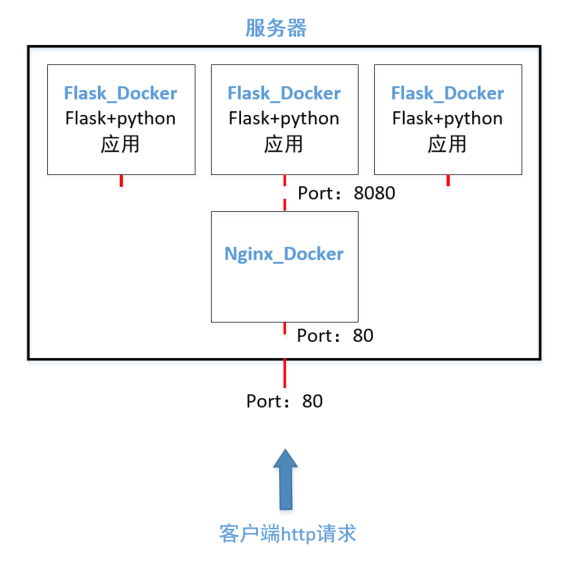 服务器
Flask_Docker
Flask+python
应用
Flask_Docker
Flask+python
应用
Flask_Docker
Flask+python
应用
Port：8080
Nginx_Docker
Port：80
Port：80
客户端http请求